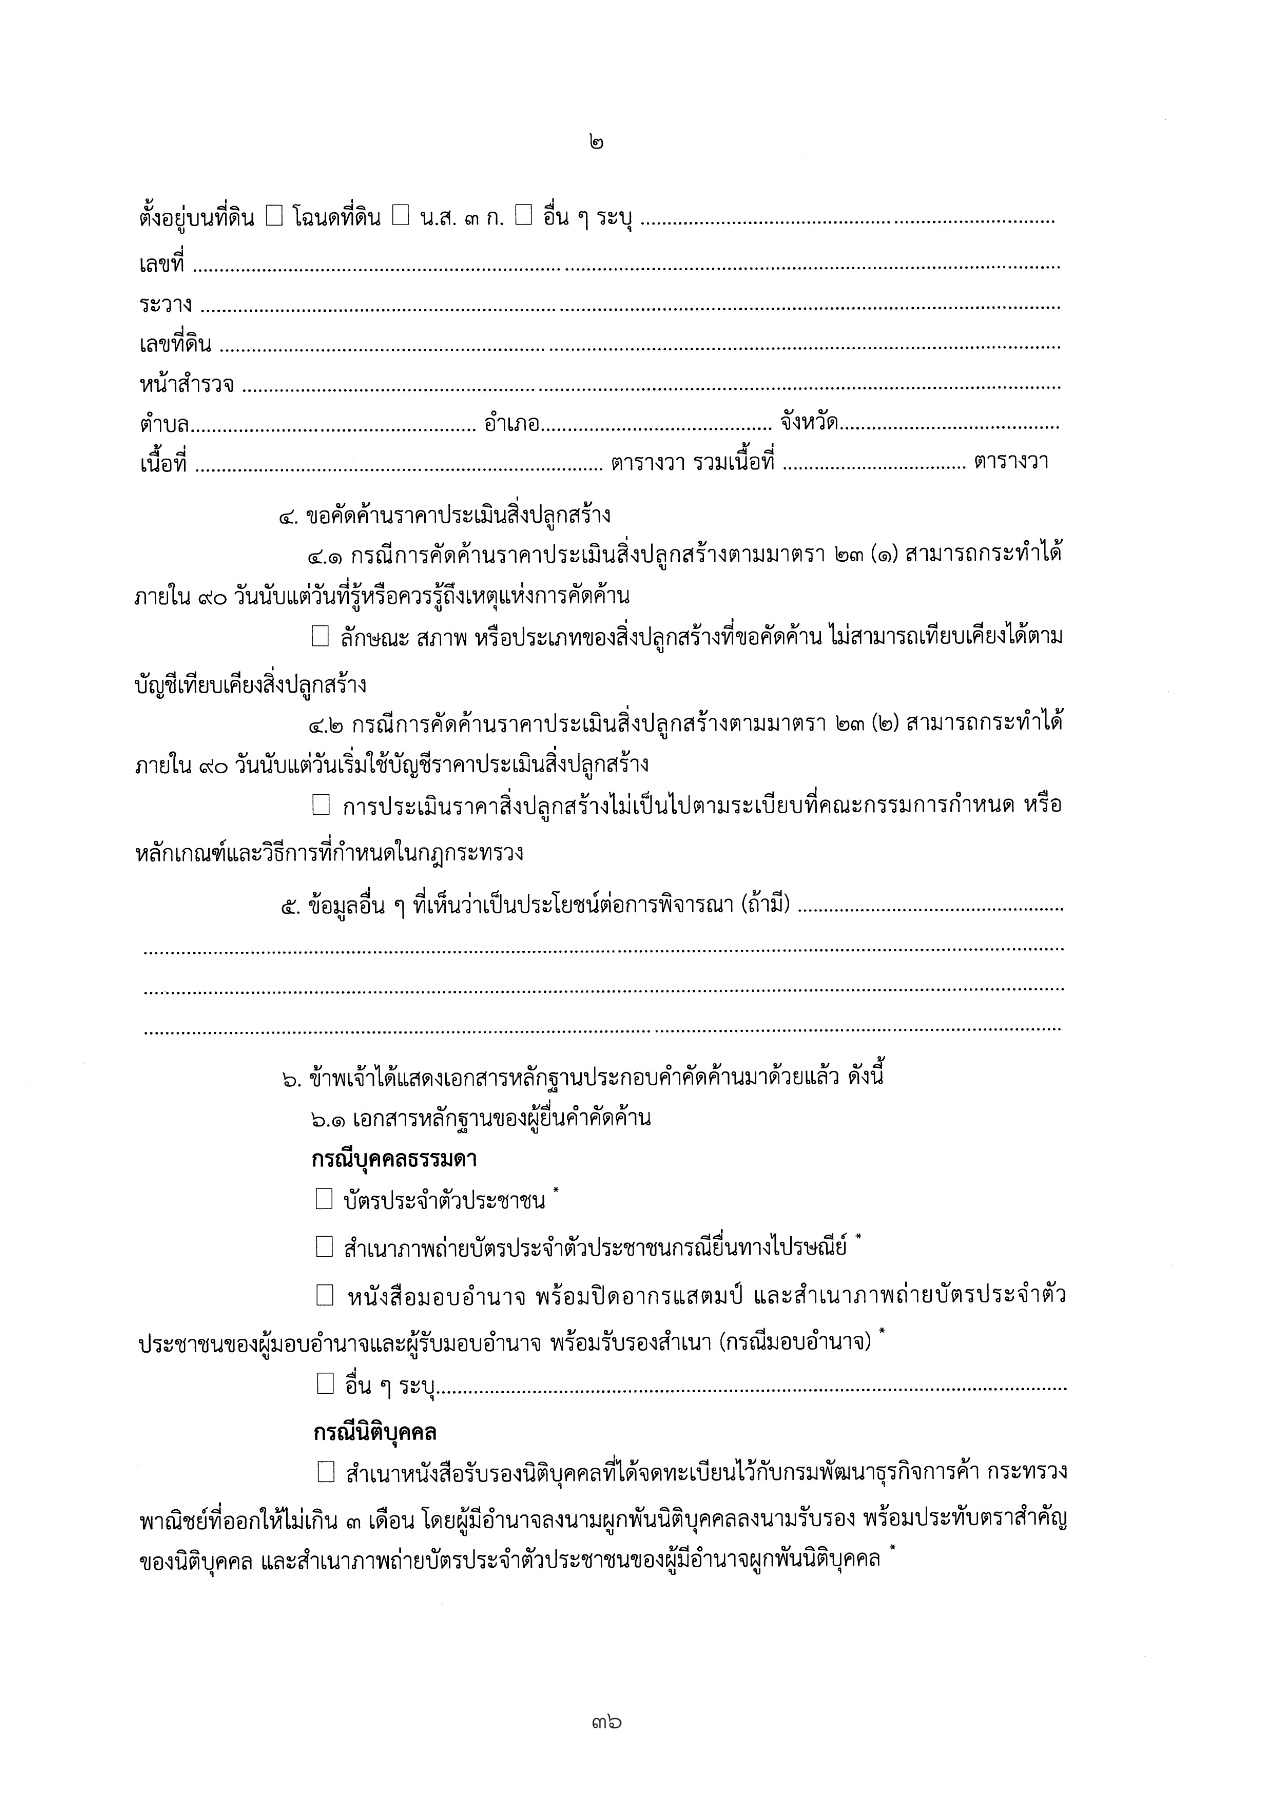 ๒
ตั้งอยู่บนที่ดิน ☐ โฉนดที่ดิน ☐ น.ส. ๓ ก. ☐ อื่น ๆ ระบุ ........................................
เลขที่ ........................................
ระวาง ........................................
เลขที่ดิน ........................................
หน้าสำรวจ ........................................
ตำบล........................................ อำเภอ........................................ จังหวัด........................................
เนื้อที่ ........................................ ตารางวา รวมเนื้อที่ ........................................ ตารางวา
๔. ขอคัดค้านราคาประเมินสิ่งปลูกสร้าง
๔.๑ กรณีการคัดค้านราคาประเมินสิ่งปลูกสร้างตามมาตรา ๒๓ (๑) สามารถกระทำได้
ภายใน ๙๐ วันนับแต่วันที่รู้หรือควรรู้ถึงเหตุแห่งการคัดค้าน
☐ ลักษณะ สภาพ หรือประเภทของสิ่งปลูกสร้างที่ขอคัดค้าน ไม่สามารถเทียบเคียงได้ตาม
บัญชีเทียบเคียงสิ่งปลูกสร้าง
๔.๒ กรณีการคัดค้านราคาประเมินสิ่งปลูกสร้างตามมาตรา ๒๓ (๒) สามารถกระทำได้
ภายใน ๙๐ วันนับแต่วันเริ่มใช้บัญชีราคาประเมินสิ่งปลูกสร้าง
☐ การประเมินราคาสิ่งปลูกสร้างไม่เป็นไปตามระเบียบที่คณะกรรมการกำหนด หรือ
หลักเกณฑ์และวิธีการที่กำหนดในกฎกระทรวง
๕. ข้อมูลอื่น ๆ ที่เห็นว่าเป็นประโยชน์ต่อการพิจารณา (ถ้ามี) ........................................
........................................
........................................
........................................
๖. ข้าพเจ้าได้แสดงเอกสารหลักฐานประกอบคำคัดค้านมาด้วยแล้ว ดังนี้
๖.๑ เอกสารหลักฐานของผู้ยื่นคำคัดค้าน
กรณีบุคคลธรรมดา
☐ บัตรประจำตัวประชาชน *
☐ สำเนาภาพถ่ายบัตรประจำตัวประชาชนกรณียื่นทางไปรษณีย์ *
☐ หนังสือมอบอำนาจ พร้อมปิดอากรแสตมป์ และสำเนาภาพถ่ายบัตรประจำตัว
ประชาชนของผู้มอบอำนาจและผู้รับมอบอำนาจ พร้อมรับรองสำเนา (กรณีมอบอำนาจ) *
☐ อื่น ๆ ระบุ........................................
กรณีนิติบุคคล
☐ สำเนาหนังสือรับรองนิติบุคคลที่ได้จดทะเบียนไว้กับกรมพัฒนาธุรกิจการค้า กระทรวง
พาณิชย์ที่ออกให้ไม่เกิน ๓ เดือน โดยผู้มีอำนาจลงนามผูกพันนิติบุคคลลงนามรับรอง พร้อมประทับตราสำคัญ
ของนิติบุคคล และสำเนาภาพถ่ายบัตรประจำตัวประชาชนของผู้มีอำนาจผูกพันนิติบุคคล *
๓๖